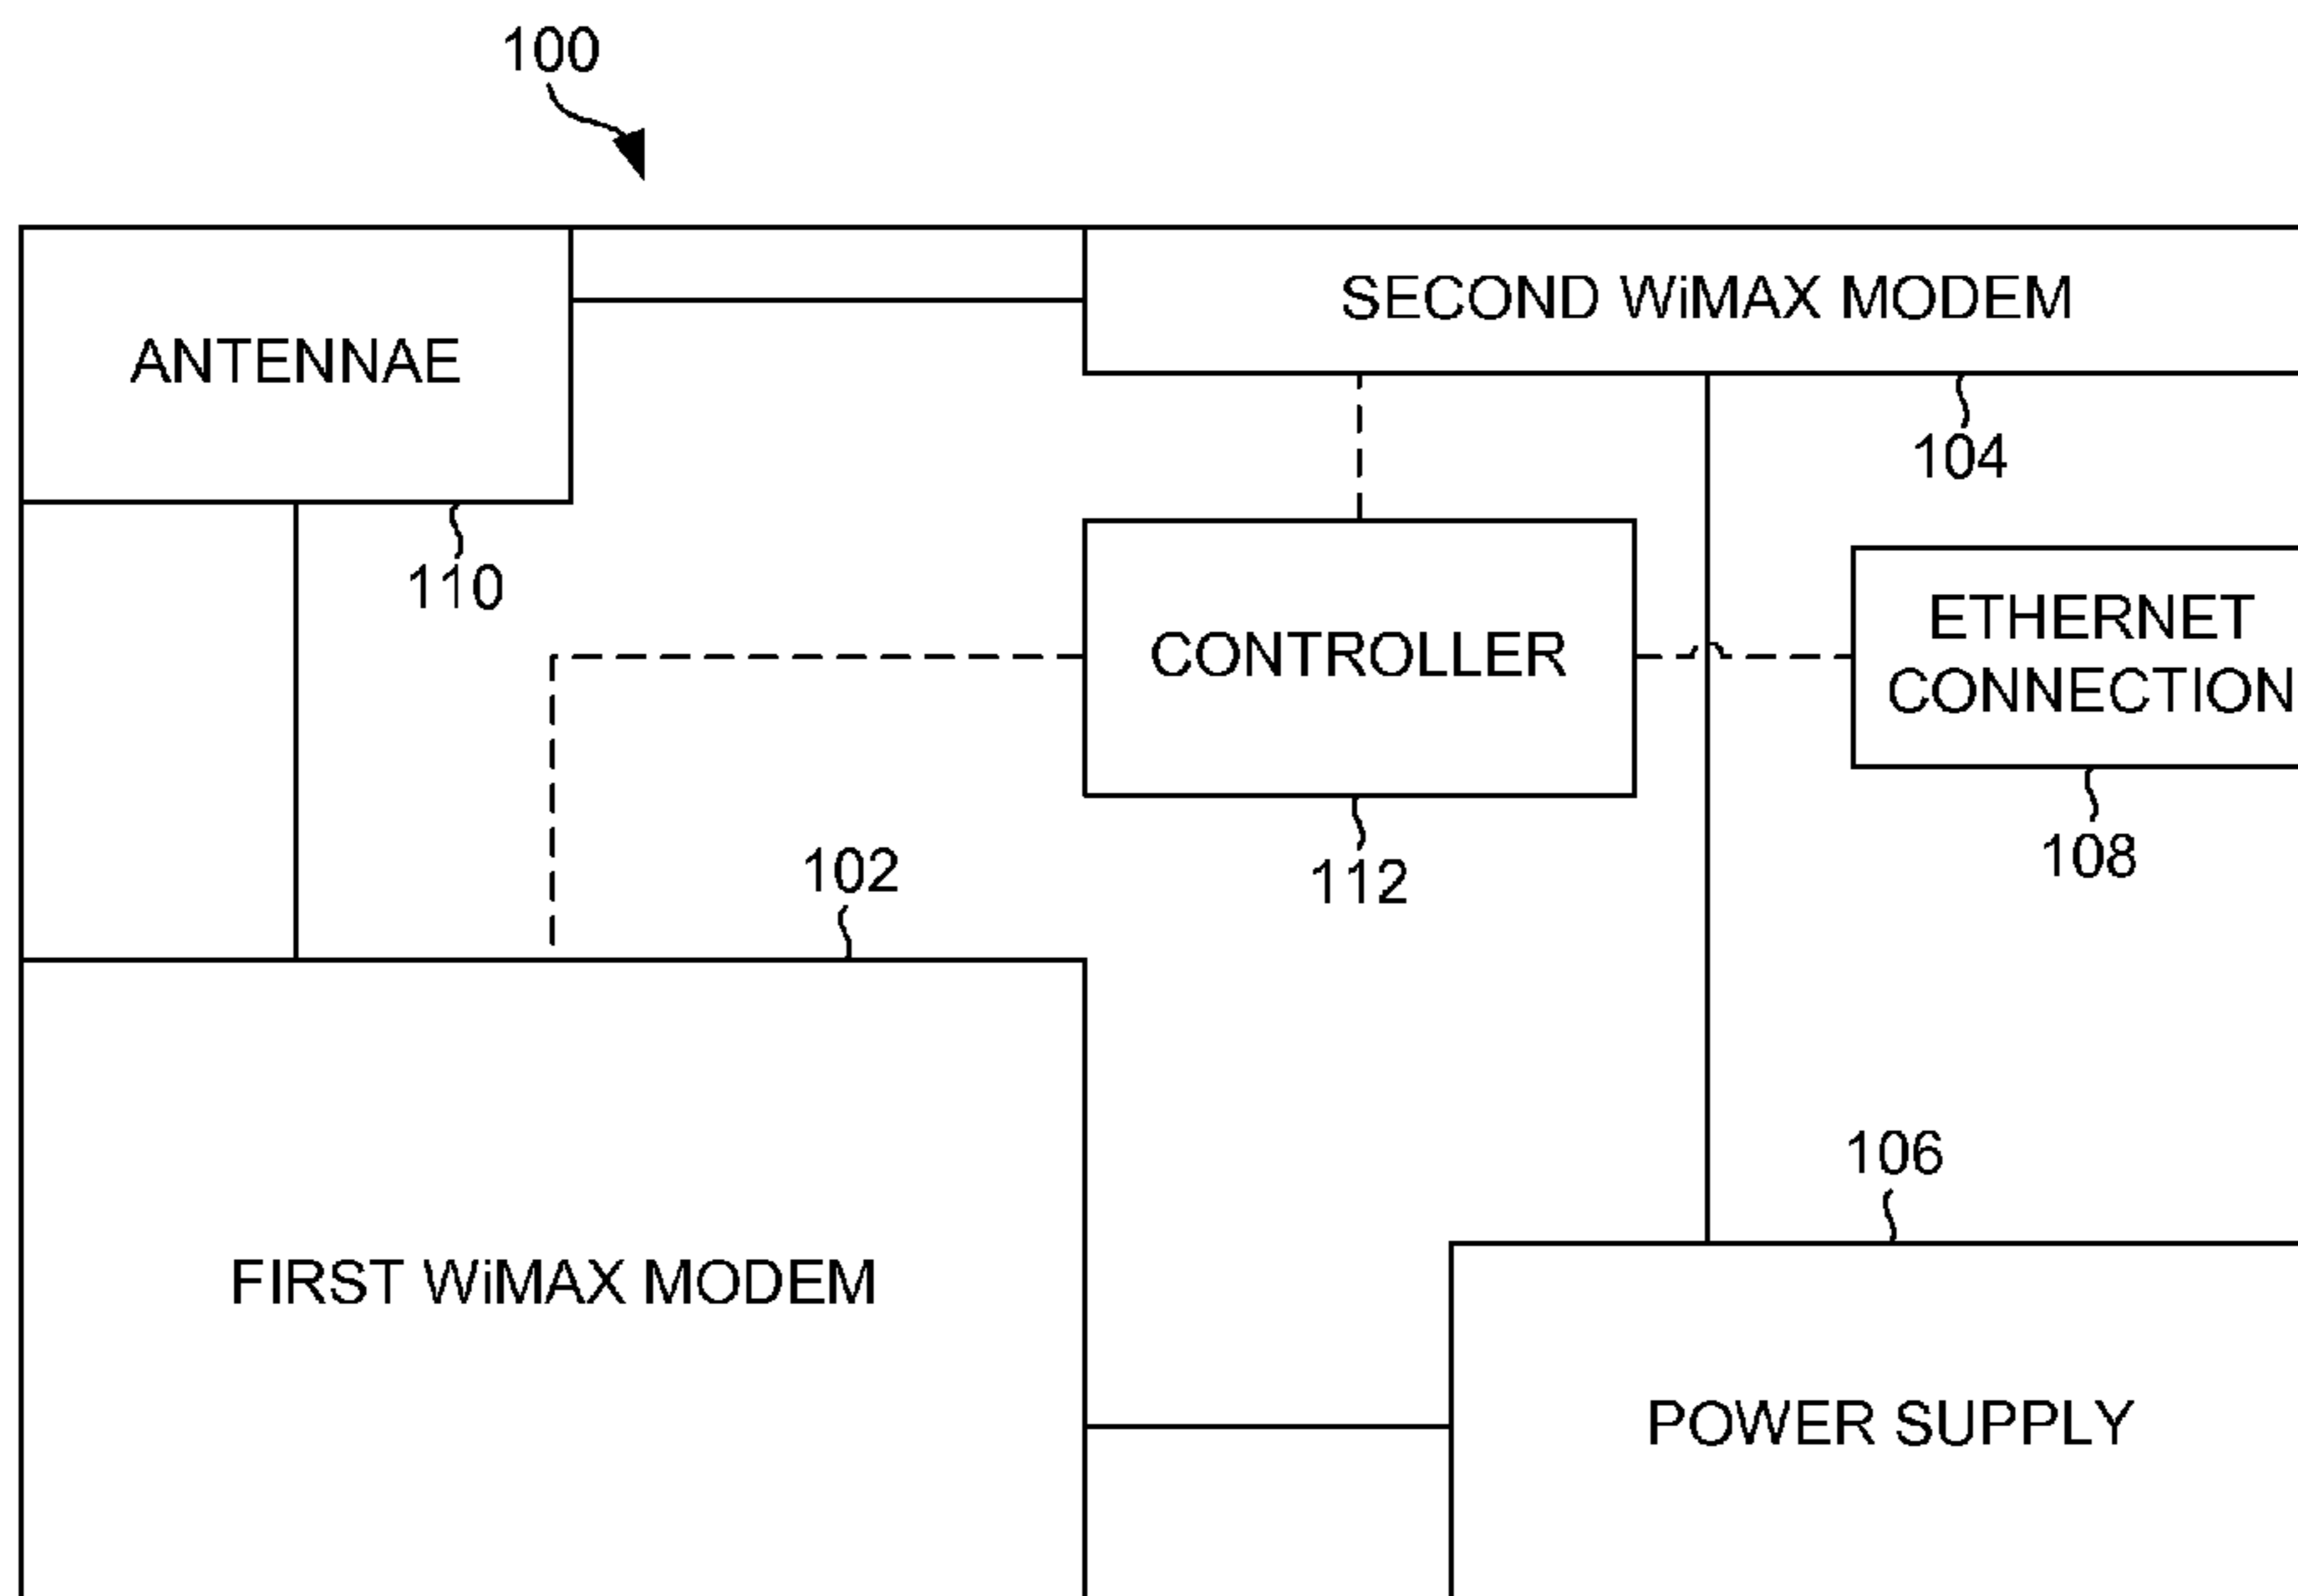 100
SECOND WiMAX MODEM
ANTENNAE
104
110
ETHERNET
CONNECTION
CONTROLLER
108
102
112
106
FIRST WiMAX MODEM
POWER SUPPLY